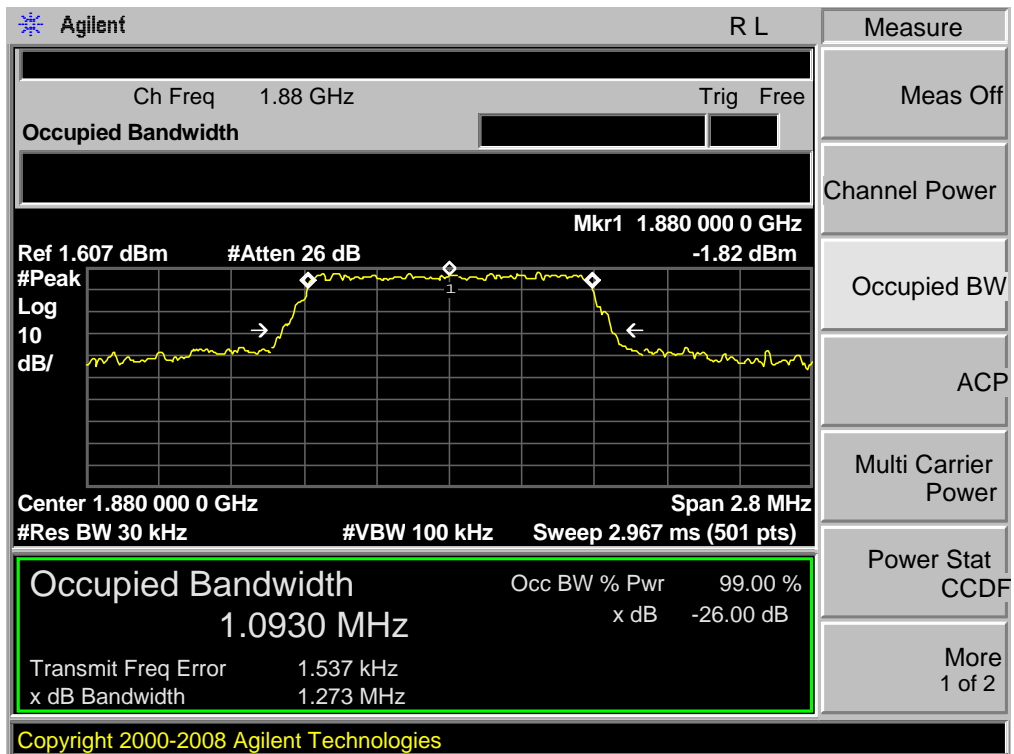 Agilent R L
Measure
Ch Freq 1.88 GHz Trig Free
Occupied Bandwidth
Mkr1 1.880 000 0 GHz
Ref 1.607 dBm #Atten 26 dB -1.82 dBm
#Peak
Log
10
dB/
1
Center 1.880 000 0 GHz Span 2.8 MHz
#Res BW 30 kHz #VBW 100 kHz Sweep 2.967 ms (501 pts)
Occupied Bandwidth Occ BW % Pwr 99.00 %
1.0930 MHz x dB -26.00 dB
Transmit Freq Error 1.537 kHz
x dB Bandwidth 1.273 MHz
Copyright 2000-2008 Agilent Technologies
Meas Off
Channel Power
Occupied BW
ACP
Multi Carrier
Power
Power Stat
CCDF
More
1 of 2